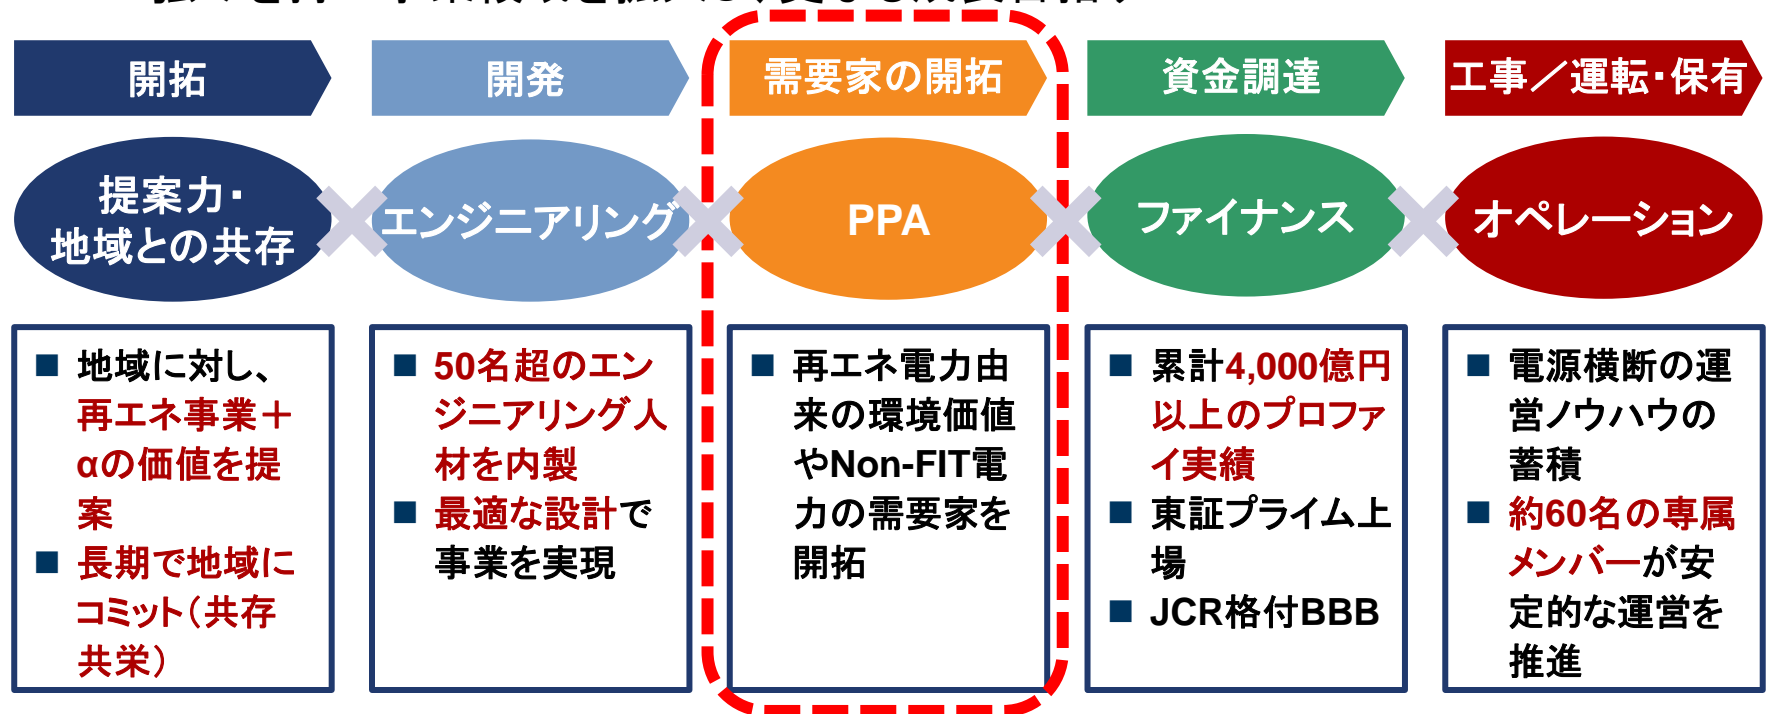 開拓
開発
需要家の開拓
資金調達
工事／運転・保有
提案力・
地域との共存
エンジニアリング
PPA
ファイナンス
オペレーション
■ 地域に対し、
再エネ事業＋
αの価値を提
案
■ 長期で地域に
コミット（共存
共栄）
■ 50名超のエン
ジニアリング人
材を内製
■ 最適な設計で
事業を実現
■ 再エネ電力由
来の環境価値
やNon-FIT電
力の需要家を
開拓
■ 累計4,000億円
以上のプロファ
イ実績
■ 東証プライム上
場
■ JCR格付BBB
■ 電源横断の運
営ノウハウの
蓄積
■ 約60名の専属
メンバーが安
定的な運営を
推進